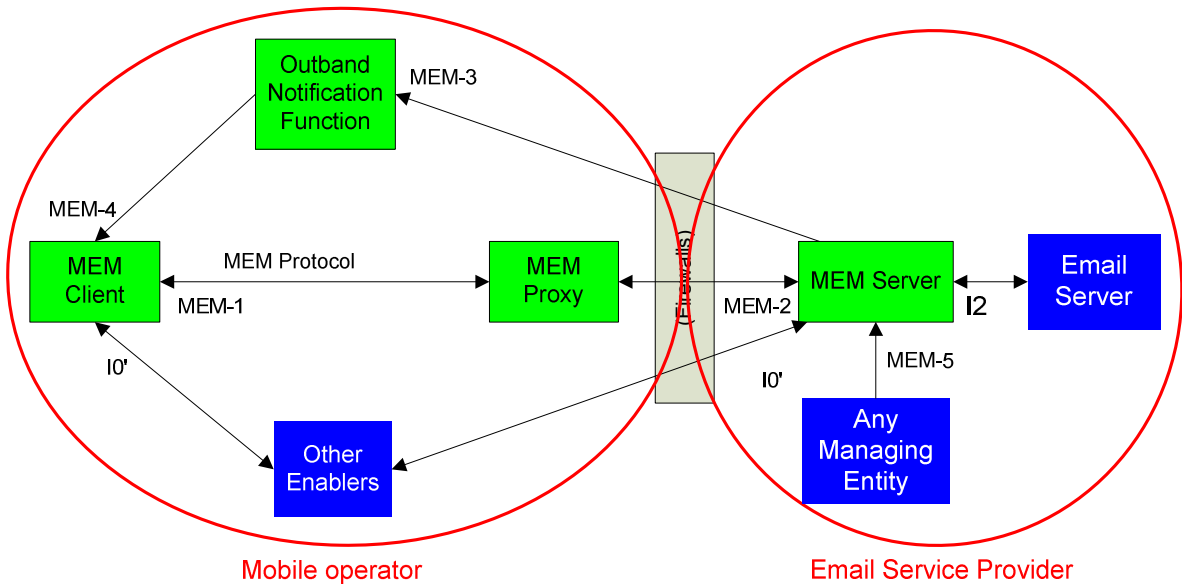 Outband
Notification
Function
MEM-3
MEM-4
MEM
Client
MEM Protocol
MEM-1
MEM
Proxy
(Firewalls)
MEM-2
MEM Server
I2
Email
Server
I0'
I0'
MEM-5
Other
Enablers
Any
Managing
Entity
Mobile operator
Email Service Provider